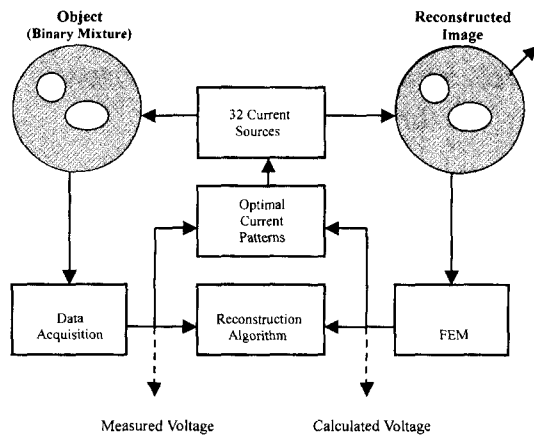 Object
(Binary Mixture)
Reconstructed
Image
32 Current
Sources
Optimal
Current
Patterns
Data
Acquisition
Reconstruction
Algorithm
FEM
Measured Voltage
Calculated Voltage